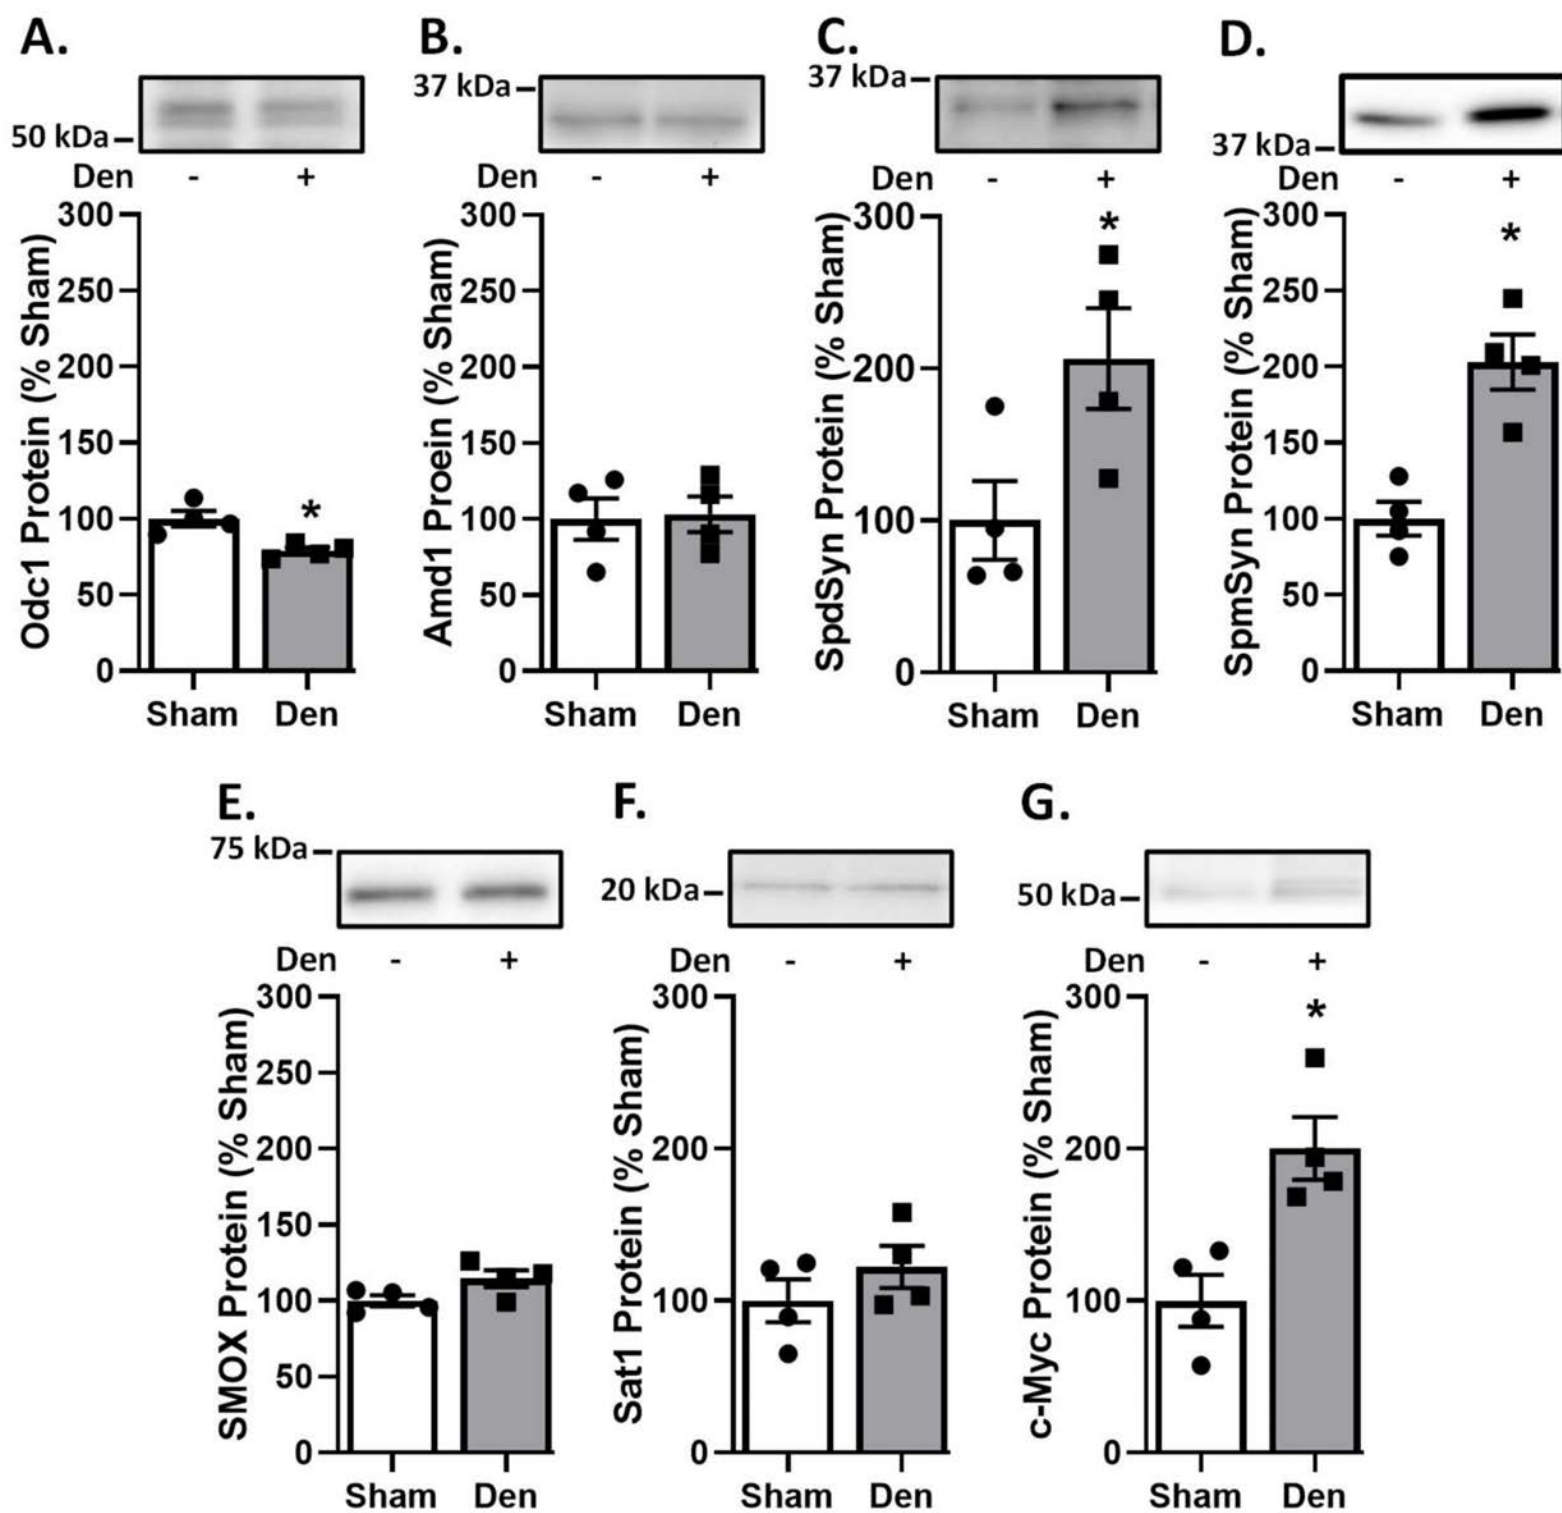 A.
50 kDa
Den - +
Odc1 Protein (% Sham)
300
250
200
150
100
50
0
*
Sham Den
B.
37 kDa
Den - +
Amd1 Proein (% Sham)
300
250
200
150
100
50
0
Sham Den
C.
37 kDa
Den - +
SpdSyn Protein (% Sham)
300
200
100
0
*
Sham Den
D.
37 kDa
Den - +
SpmSyn Protein (% Sham)
300
250
200
150
100
50
0
*
Sham Den
E.
75 kDa
Den - +
SMOX Protein (% Sham)
300
250
200
150
100
50
0
Sham Den
F.
20 kDa
Den - +
Sat1 Protein (% Sham)
300
200
100
0
Sham Den
G.
50 kDa
Den - +
c-Myc Protein (% Sham)
300
200
100
0
*
Sham Den